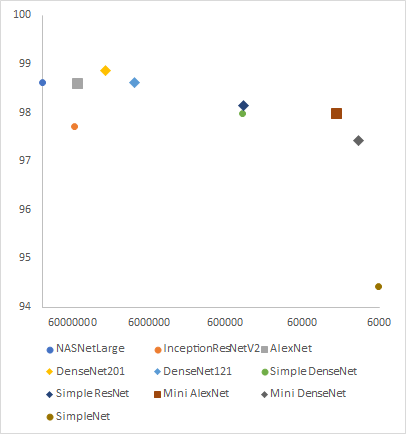 100
99
98
97
96
95
94
60000000 6000000 600000 60000 6000
NASNetLarge InceptionResNetV2 AlexNet
DenseNet201 DenseNet121 Simple DenseNet
Simple ResNet Mini AlexNet Mini DenseNet
SimpleNet